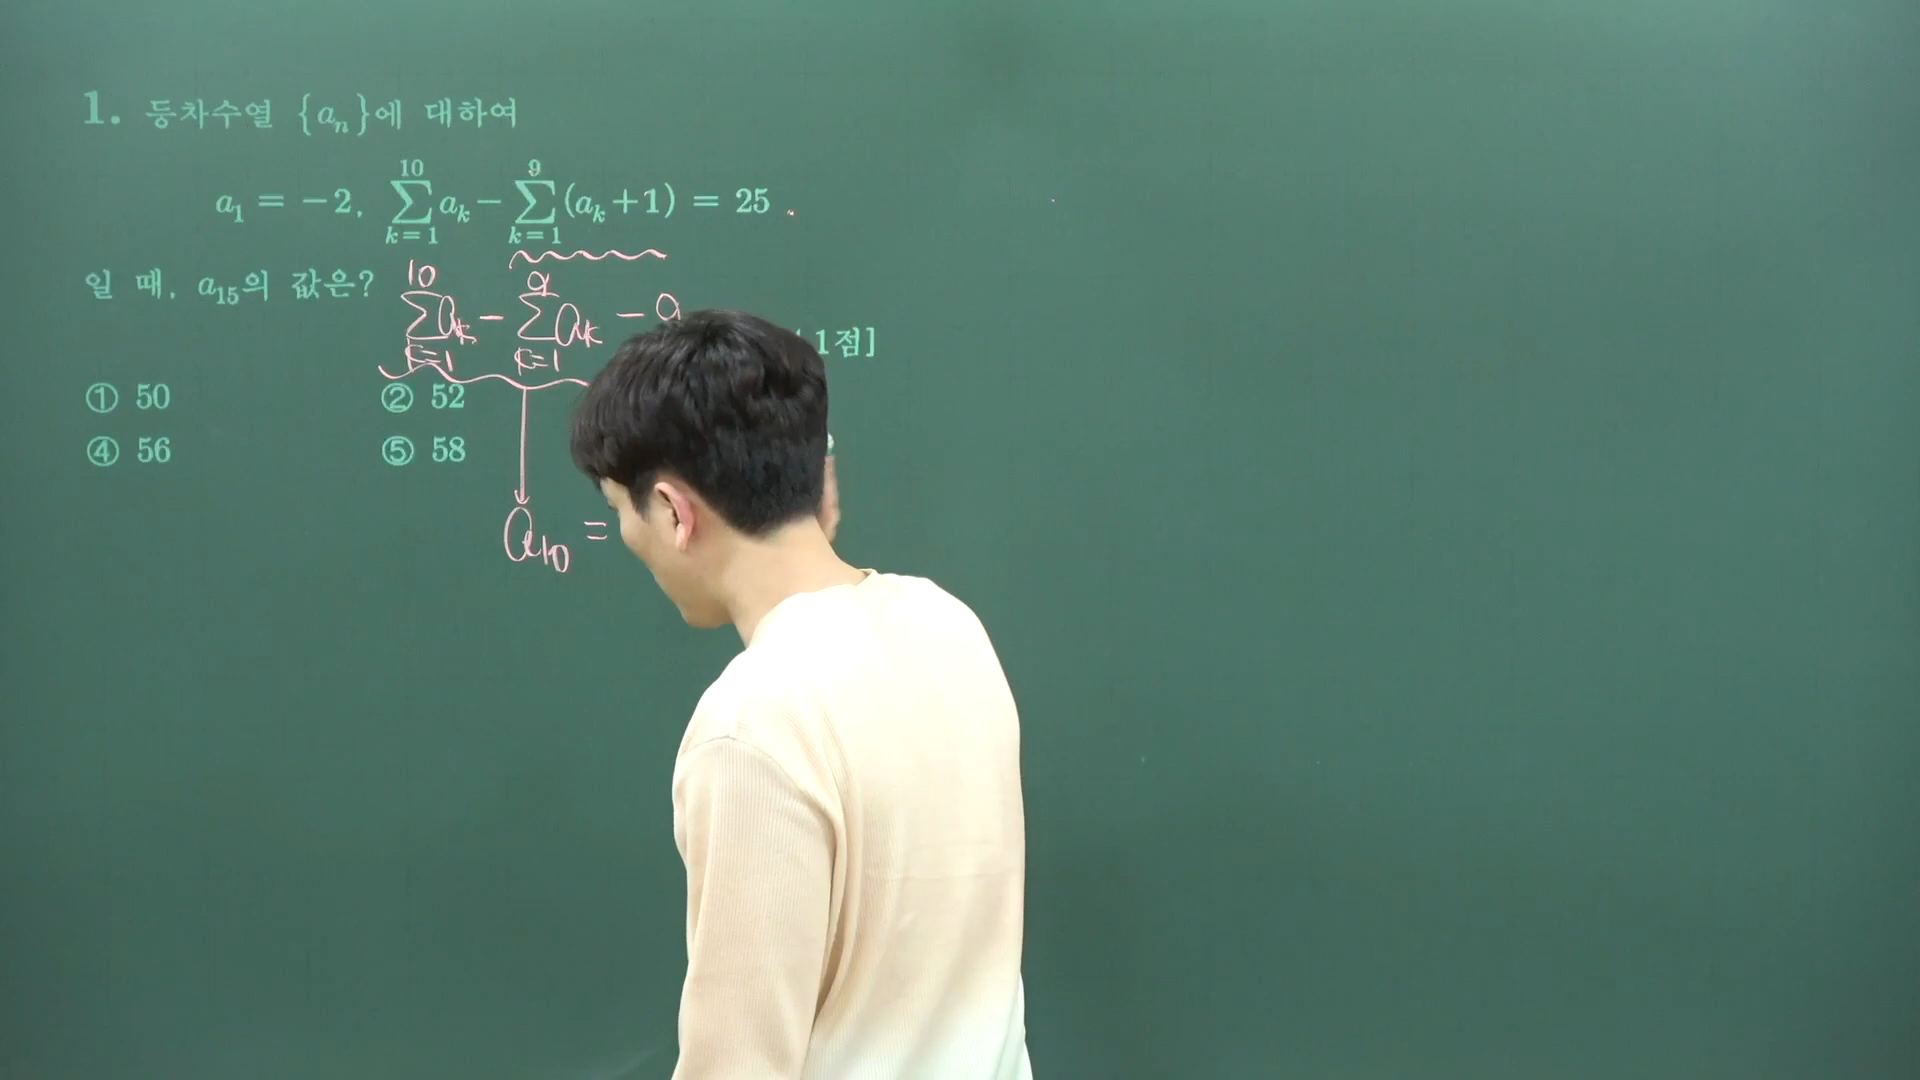 1. 등차수열 {aₙ}에 대하여
a₁ = −2, ∑_{k=1}^{10} aₖ − ∑_{k=1}^{9} (aₖ+1) = 25
일 때, a₁₅의 값은?
∑_{k=1}^{10} aₖ − ∑_{k=1}^{9} aₖ − 9
1점]
① 50 ② 52
④ 56 ⑤ 58
a₁₀ =